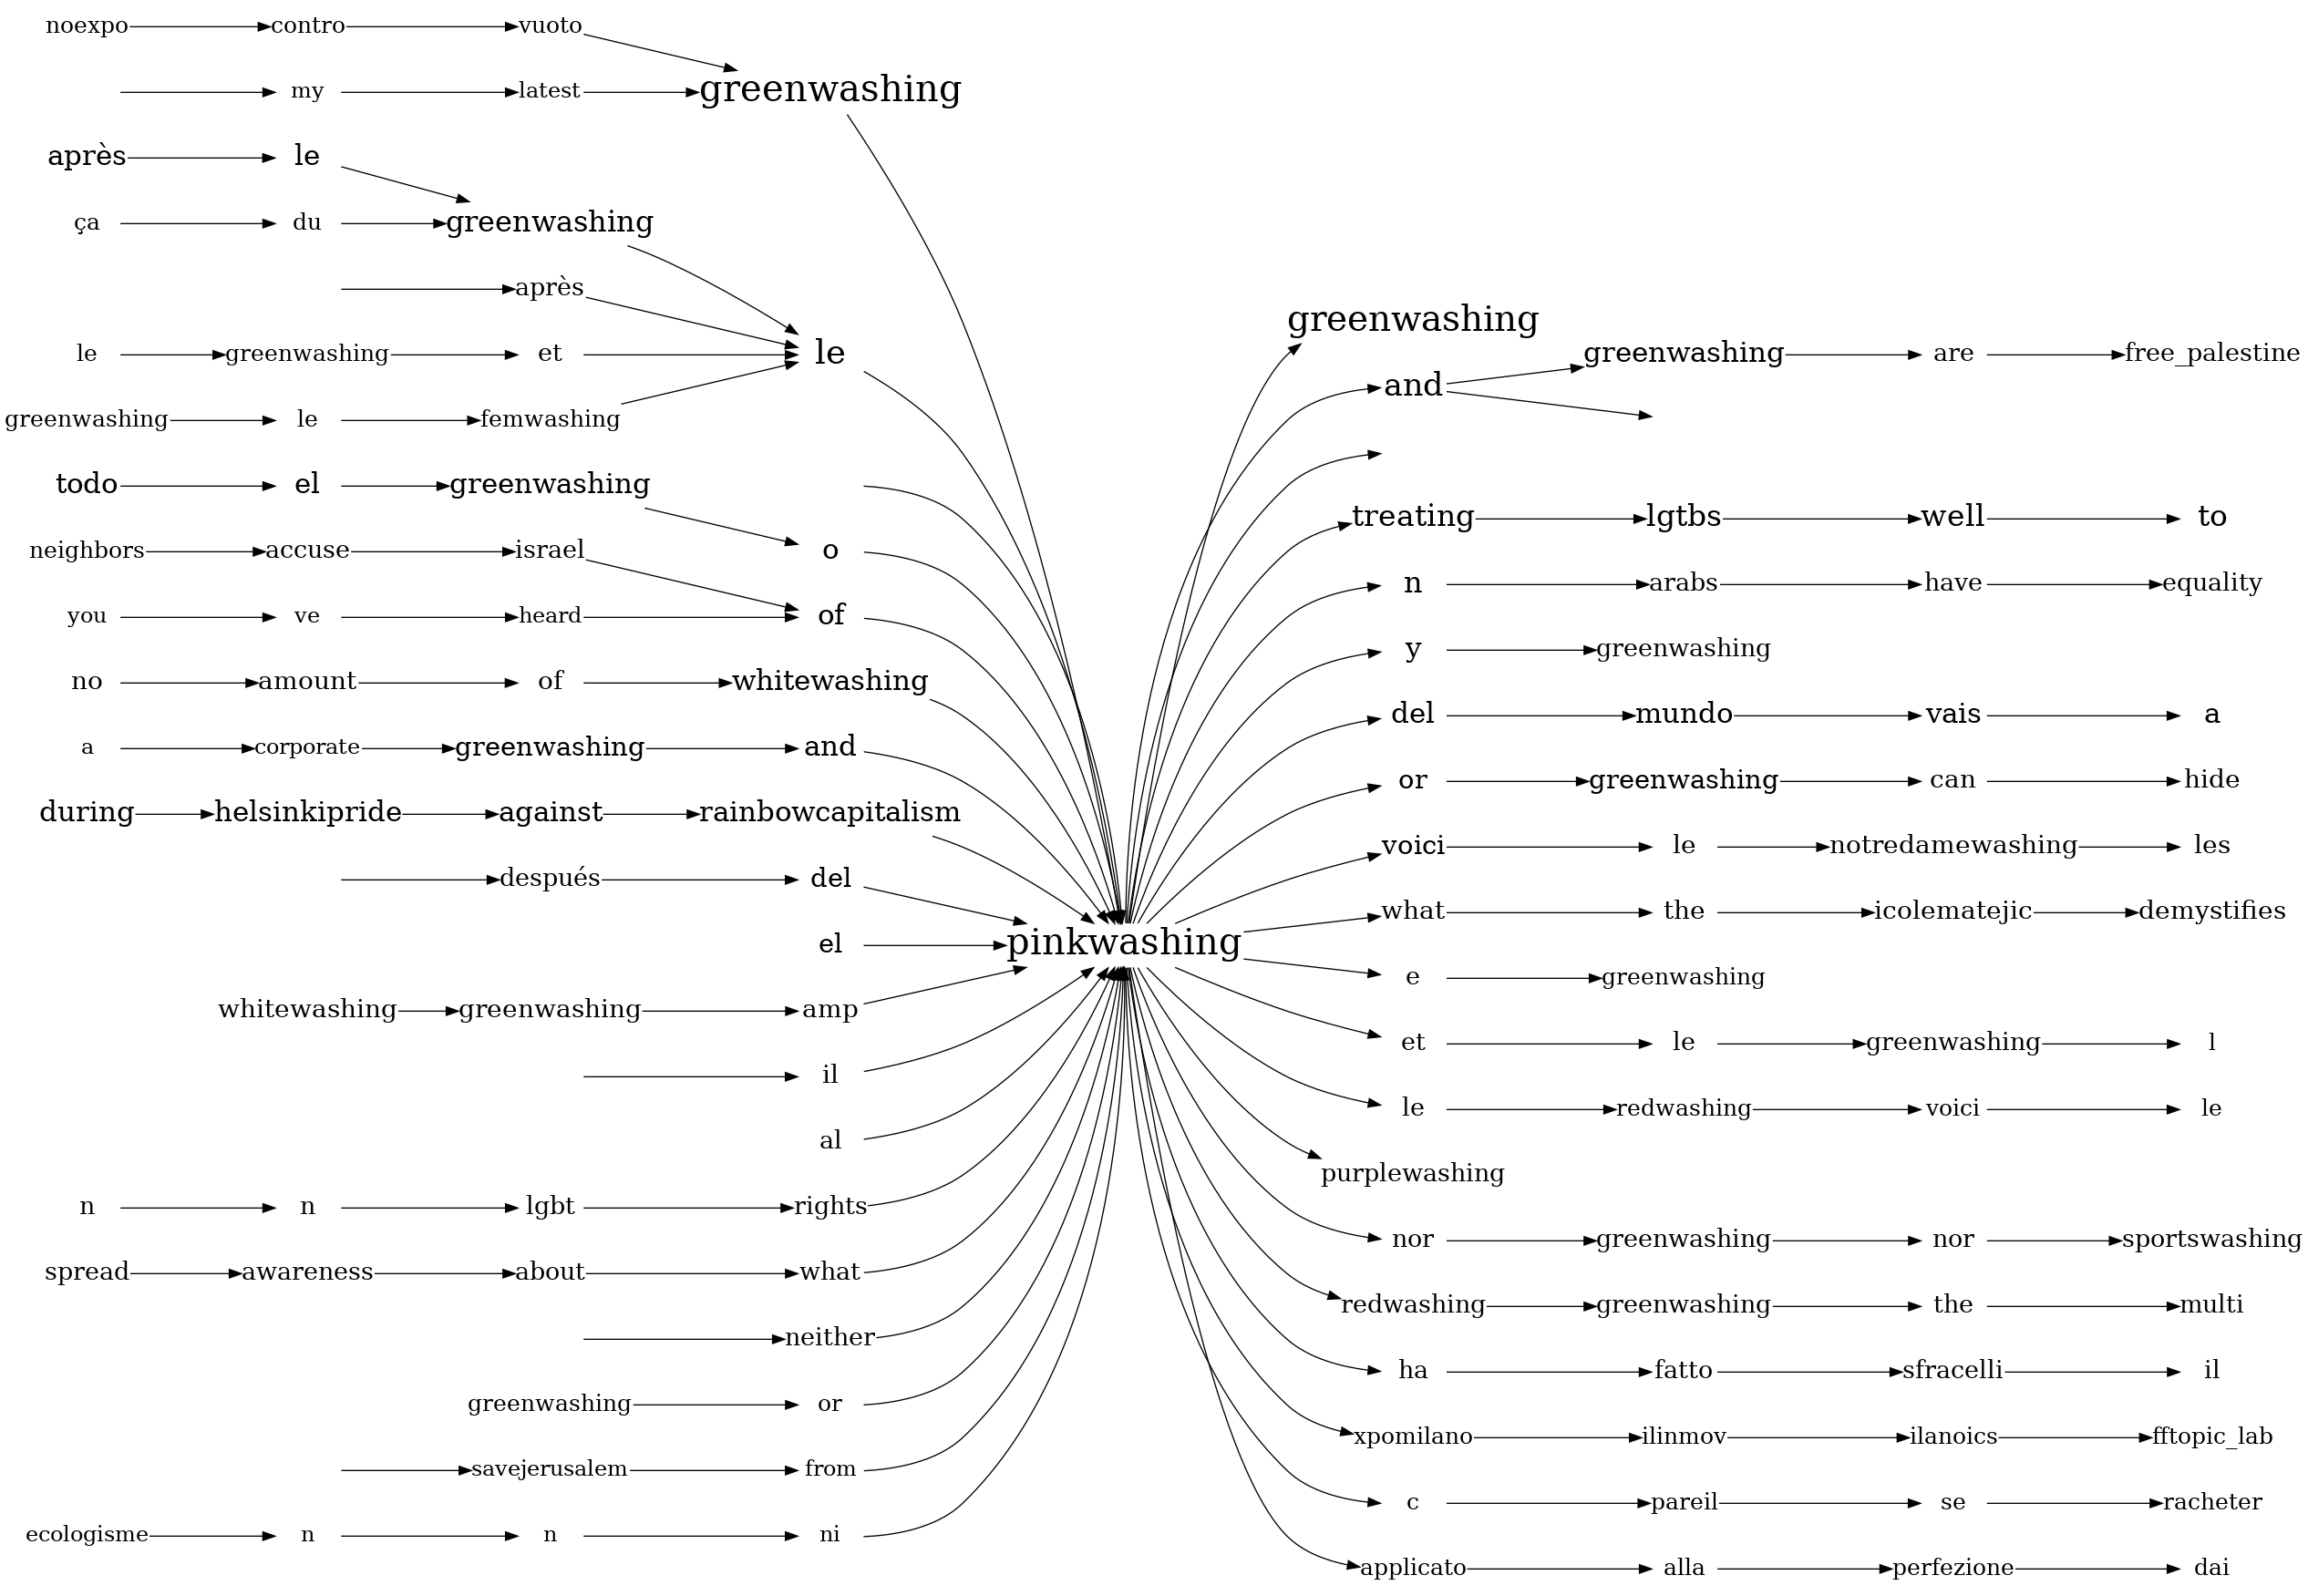 noexpo contro vuoto
greenwashing
my latest
après le
ça du greenwashing
après
le greenwashing et le
greenwashing le femwashing
todo el greenwashing
neighbors accuse israel o
you ve heard of
no amount of whitewashing
a corporate greenwashing and
during helsinkipride against rainbowcapitalism
después del
el
pinkwashing
whitewashing greenwashing amp
il
al
n n lgbt rights
spread awareness about what
neither
greenwashing or
savejerusalem from
ecologisme n n ni
greenwashing
and greenwashing are free_palestine
treating lgtbs well to
n arabs have equality
y greenwashing
del mundo vais a
or greenwashing can hide
voici le notredamewashing les
what the icolematejic demystifies
e greenwashing
et le greenwashing l
le redwashing voici le
purplewashing
nor greenwashing nor sportswashing
redwashing greenwashing the multi
ha fatto sfracelli il
xpomilano ilinmov ilanoics fftopic_lab
c pareil se racheter
applicato alla perfezione dai